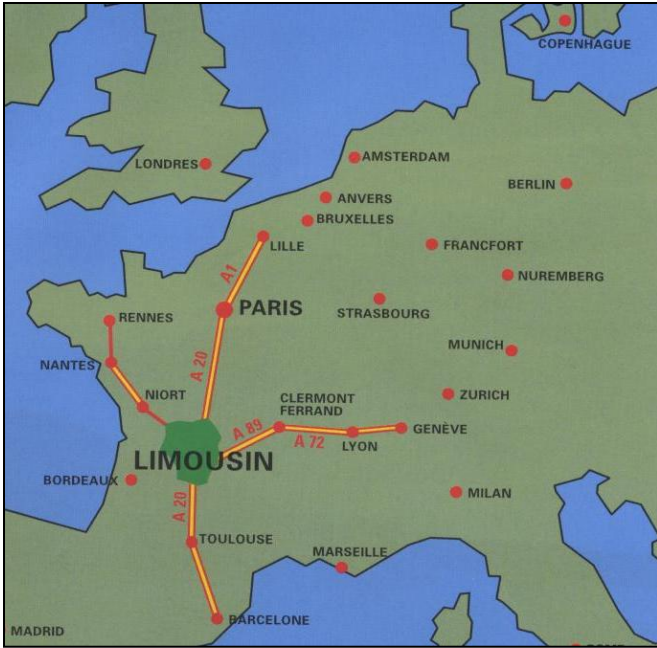 COPENHAGUE
LONDRES
AMSTERDAM
BERLIN
ANVERS
BRUXELLES
LILLE
FRANCFORT
A1
NUREMBERG
PARIS
STRASBOURG
RENNES
MUNICH
A 20
NANTES
NIORT
ZURICH
CLERMONT
FERRAND
A 89
A 72
LYON
GENÈVE
LIMOUSIN
BORDEAUX
MILAN
A 20
TOULOUSE
MARSEILLE
BARCELONE
MADRID